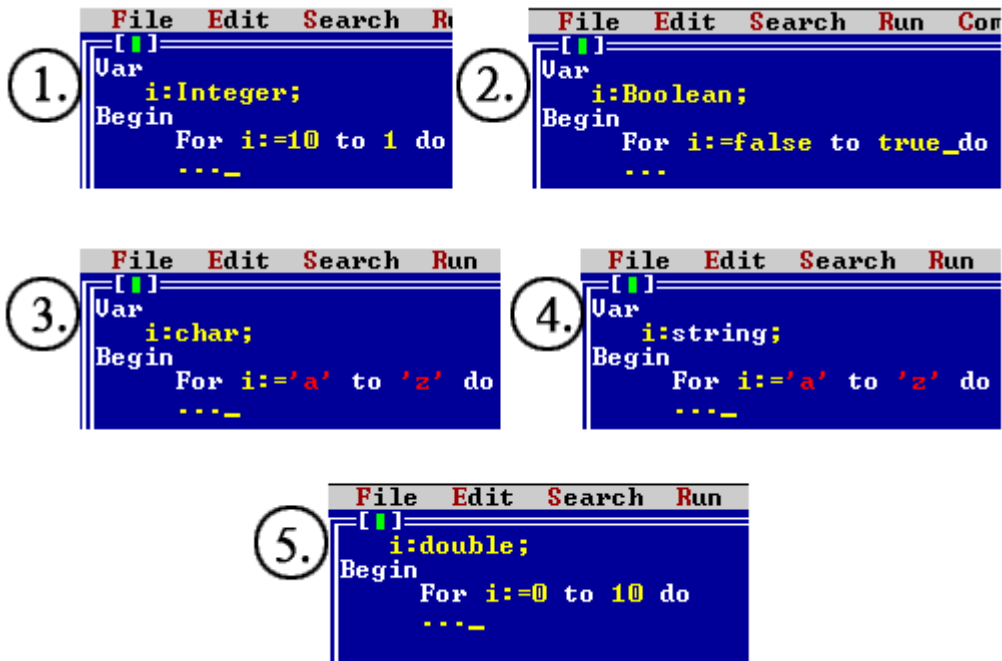 File Edit Search R
[ ]
1.
Var
i:Integer;
Begin
For i:=10 to 1 do
...
File Edit Search Run Com
[ ]
2.
Var
i:Boolean;
Begin
For i:=false to true_do
...
File Edit Search Run
[ ]
3.
Var
i:char;
Begin
For i:='a' to 'z' do
..._
File Edit Search Run
[ ]
4.
Var
i:string;
Begin
For i:='a' to 'z' do
..._
File Edit Search Run
[ ]
5.
i:double;
Begin
For i:=0 to 10 do
..._